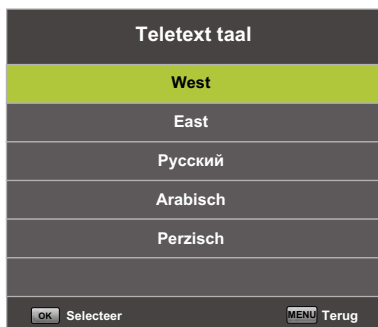 Teletext taal
West
East
Русский
Arabisch
Perzisch
OK Selecteer MENU Terug